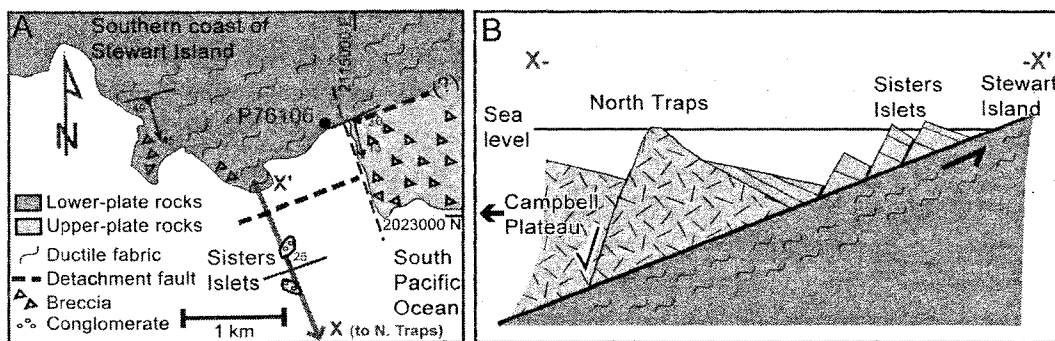 A
Southern coast of
Stewart Island
N
P76106
2115000 E
20
(?)
X'
2023000 N
Lower-plate rocks
Upper-plate rocks
Ductile fabric
Detachment fault
Breccia
Conglomerate
Sisters
Islets
25
South
Pacific
Ocean
1 km
X (to N. Traps)
B
X-
-X'
Sea
level
North Traps
Sisters
Islets
Stewart
Island
Campbell
Plateau